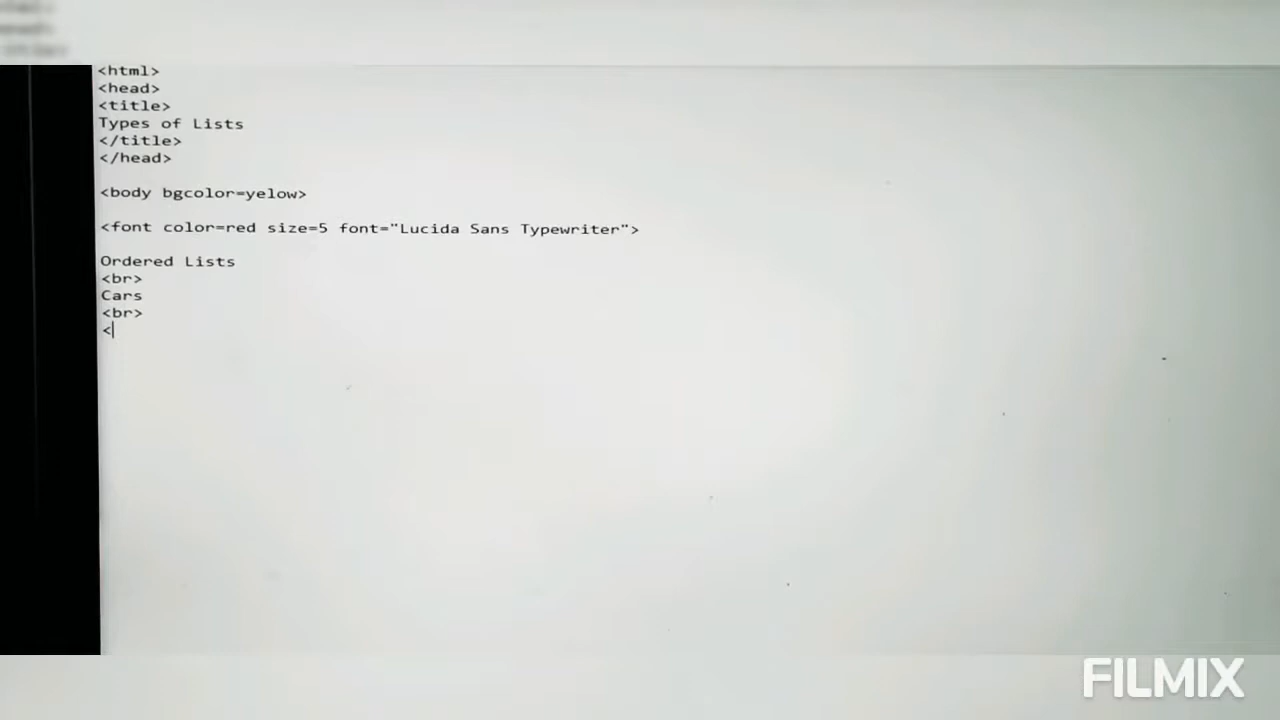 <html>
<head>
<title>
Types of Lists
</title>
</head>
<body bgcolor=yelow>
<font color=red size=5 font="Lucida Sans Typewriter">
Ordered Lists
<br>
Cars
<br>
<
FILMIX